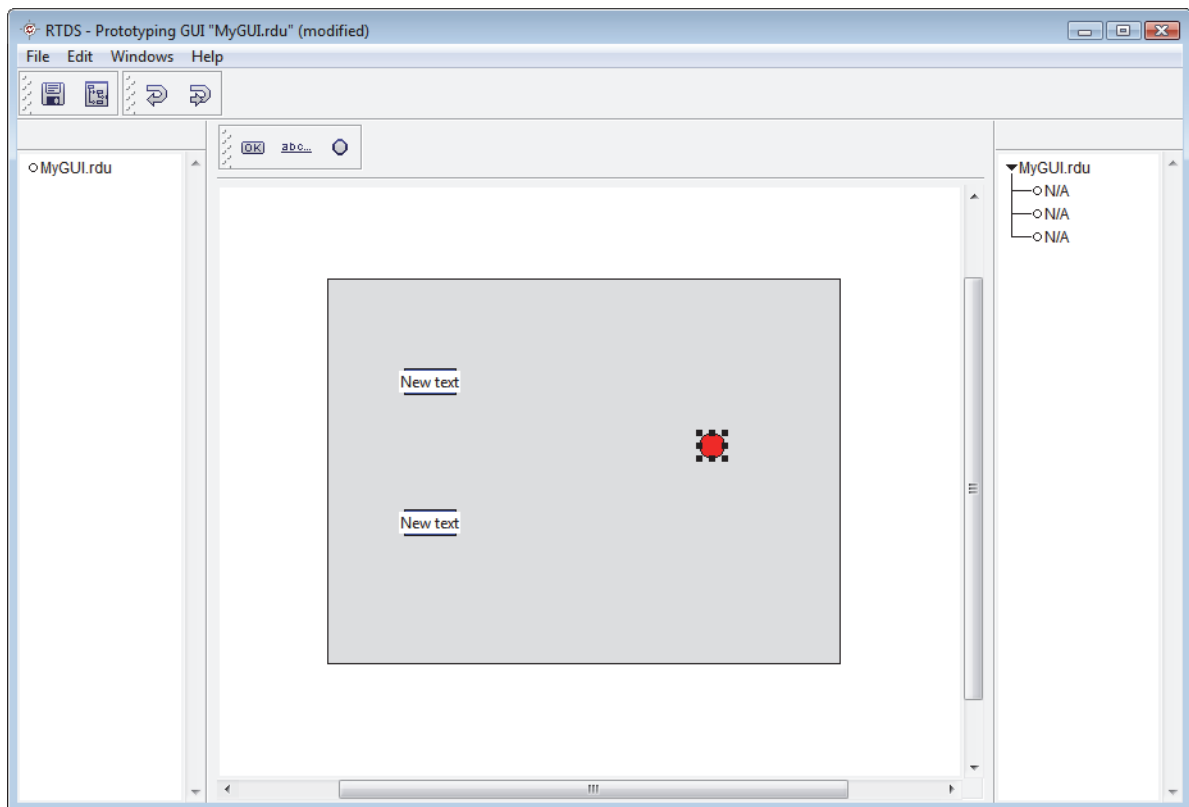 RTDS - Prototyping GUI "MyGUI.rdu" (modified)
File Edit Windows Help
OK abc...
MyGUI.rdu
MyGUI.rdu
N/A
N/A
N/A
New text
New text